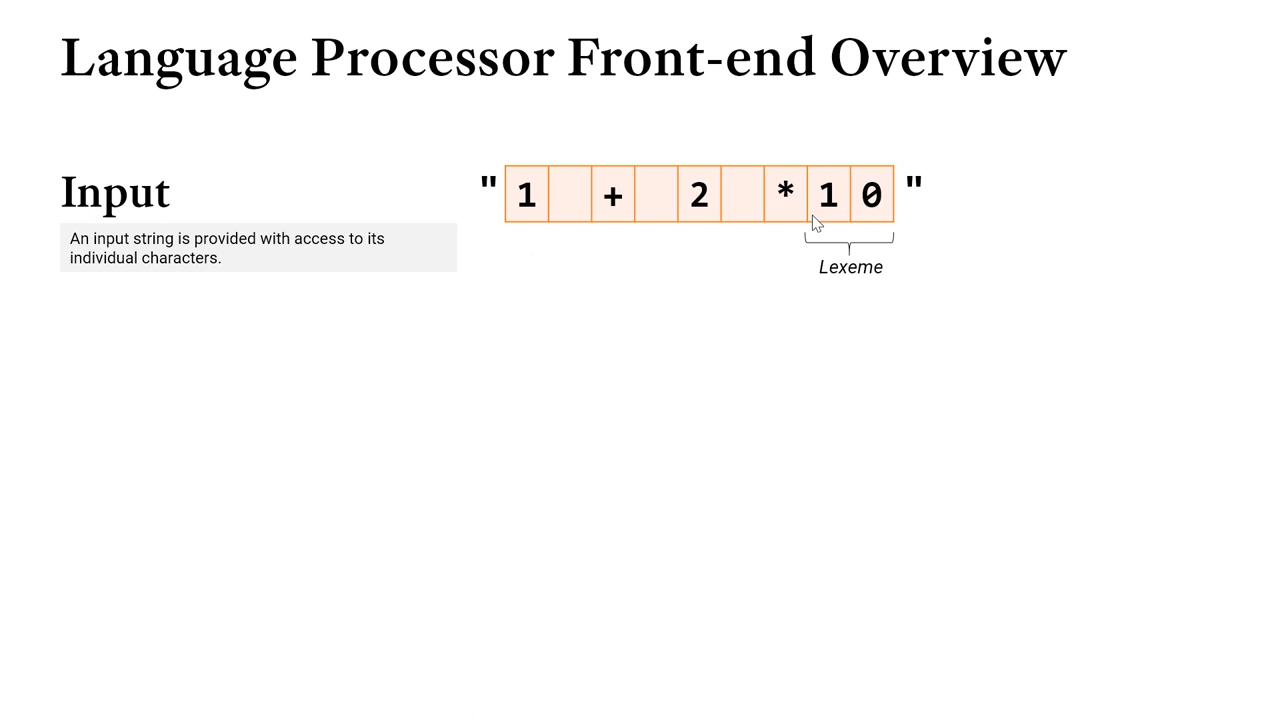 Language Processor Front-end Overview
Input
" 1 + 2 * 1 0 "
An input string is provided with access to its
individual characters.
Lexeme